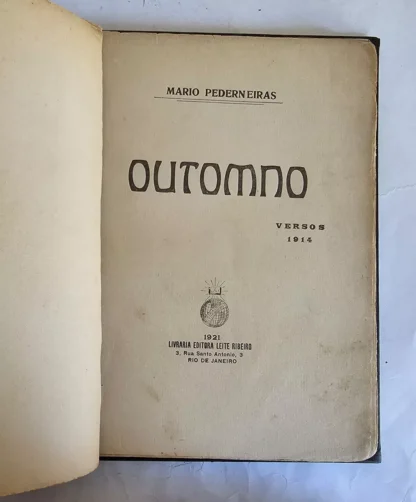 MARIO PEDERNEIRAS
OUTOMNO
VERSOS
1914
1921
LIVRARIA EDITORA LEITE RIBEIRO
3, Rua Santo Antonio, 3
RIO DE JANEIRO